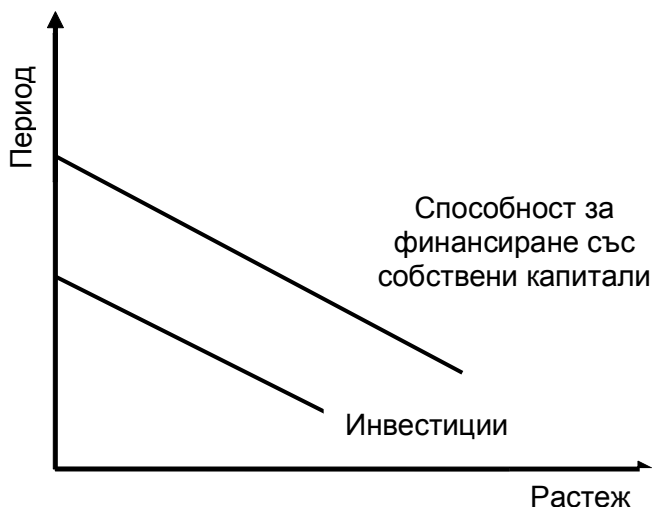 Период
Способност за
финансиране със
собствени капитали
Инвестиции
Растеж